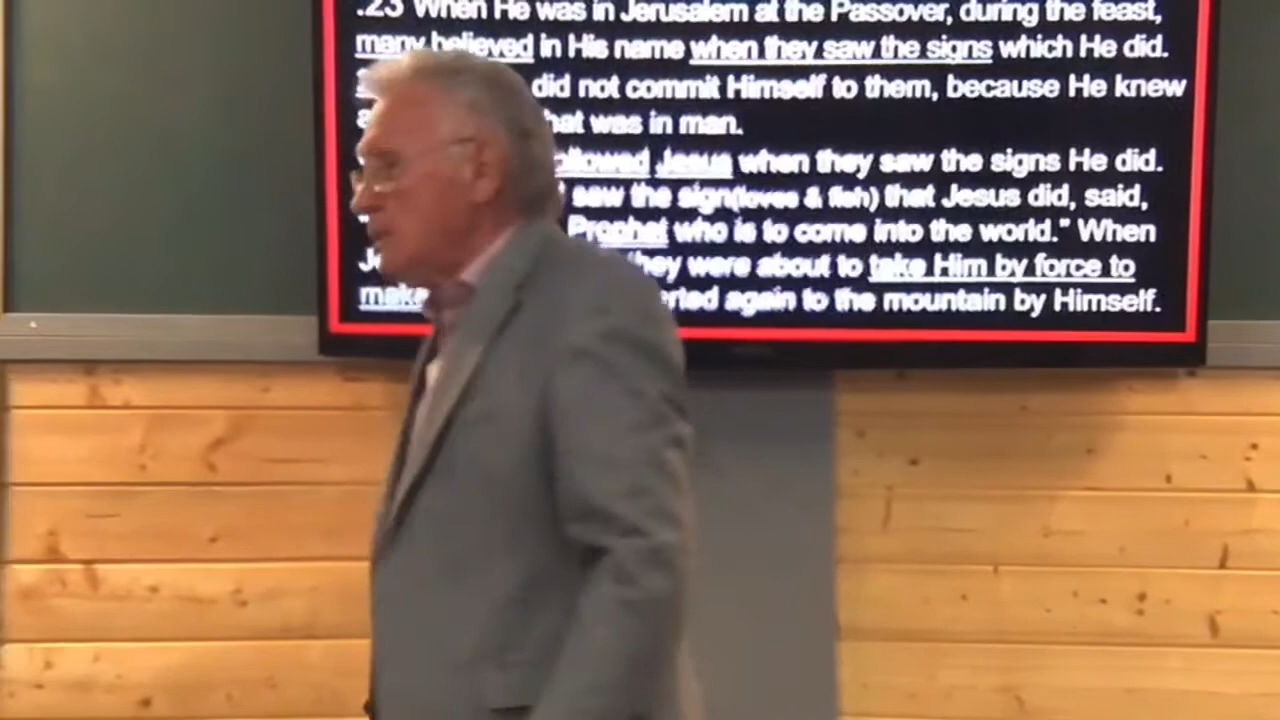 .23 When He was in Jerusalem at the Passover, during the feast,
many believed in His name when they saw the signs which He did.
did not commit Himself to them, because He knew
hat was in man.
ollowed Jesus when they saw the signs He did.
saw the sign(loves & fish) that Jesus did, said,
Prophet who is to come into the world." When
hey were about to take Him by force to
make rted again to the mountain by Himself.